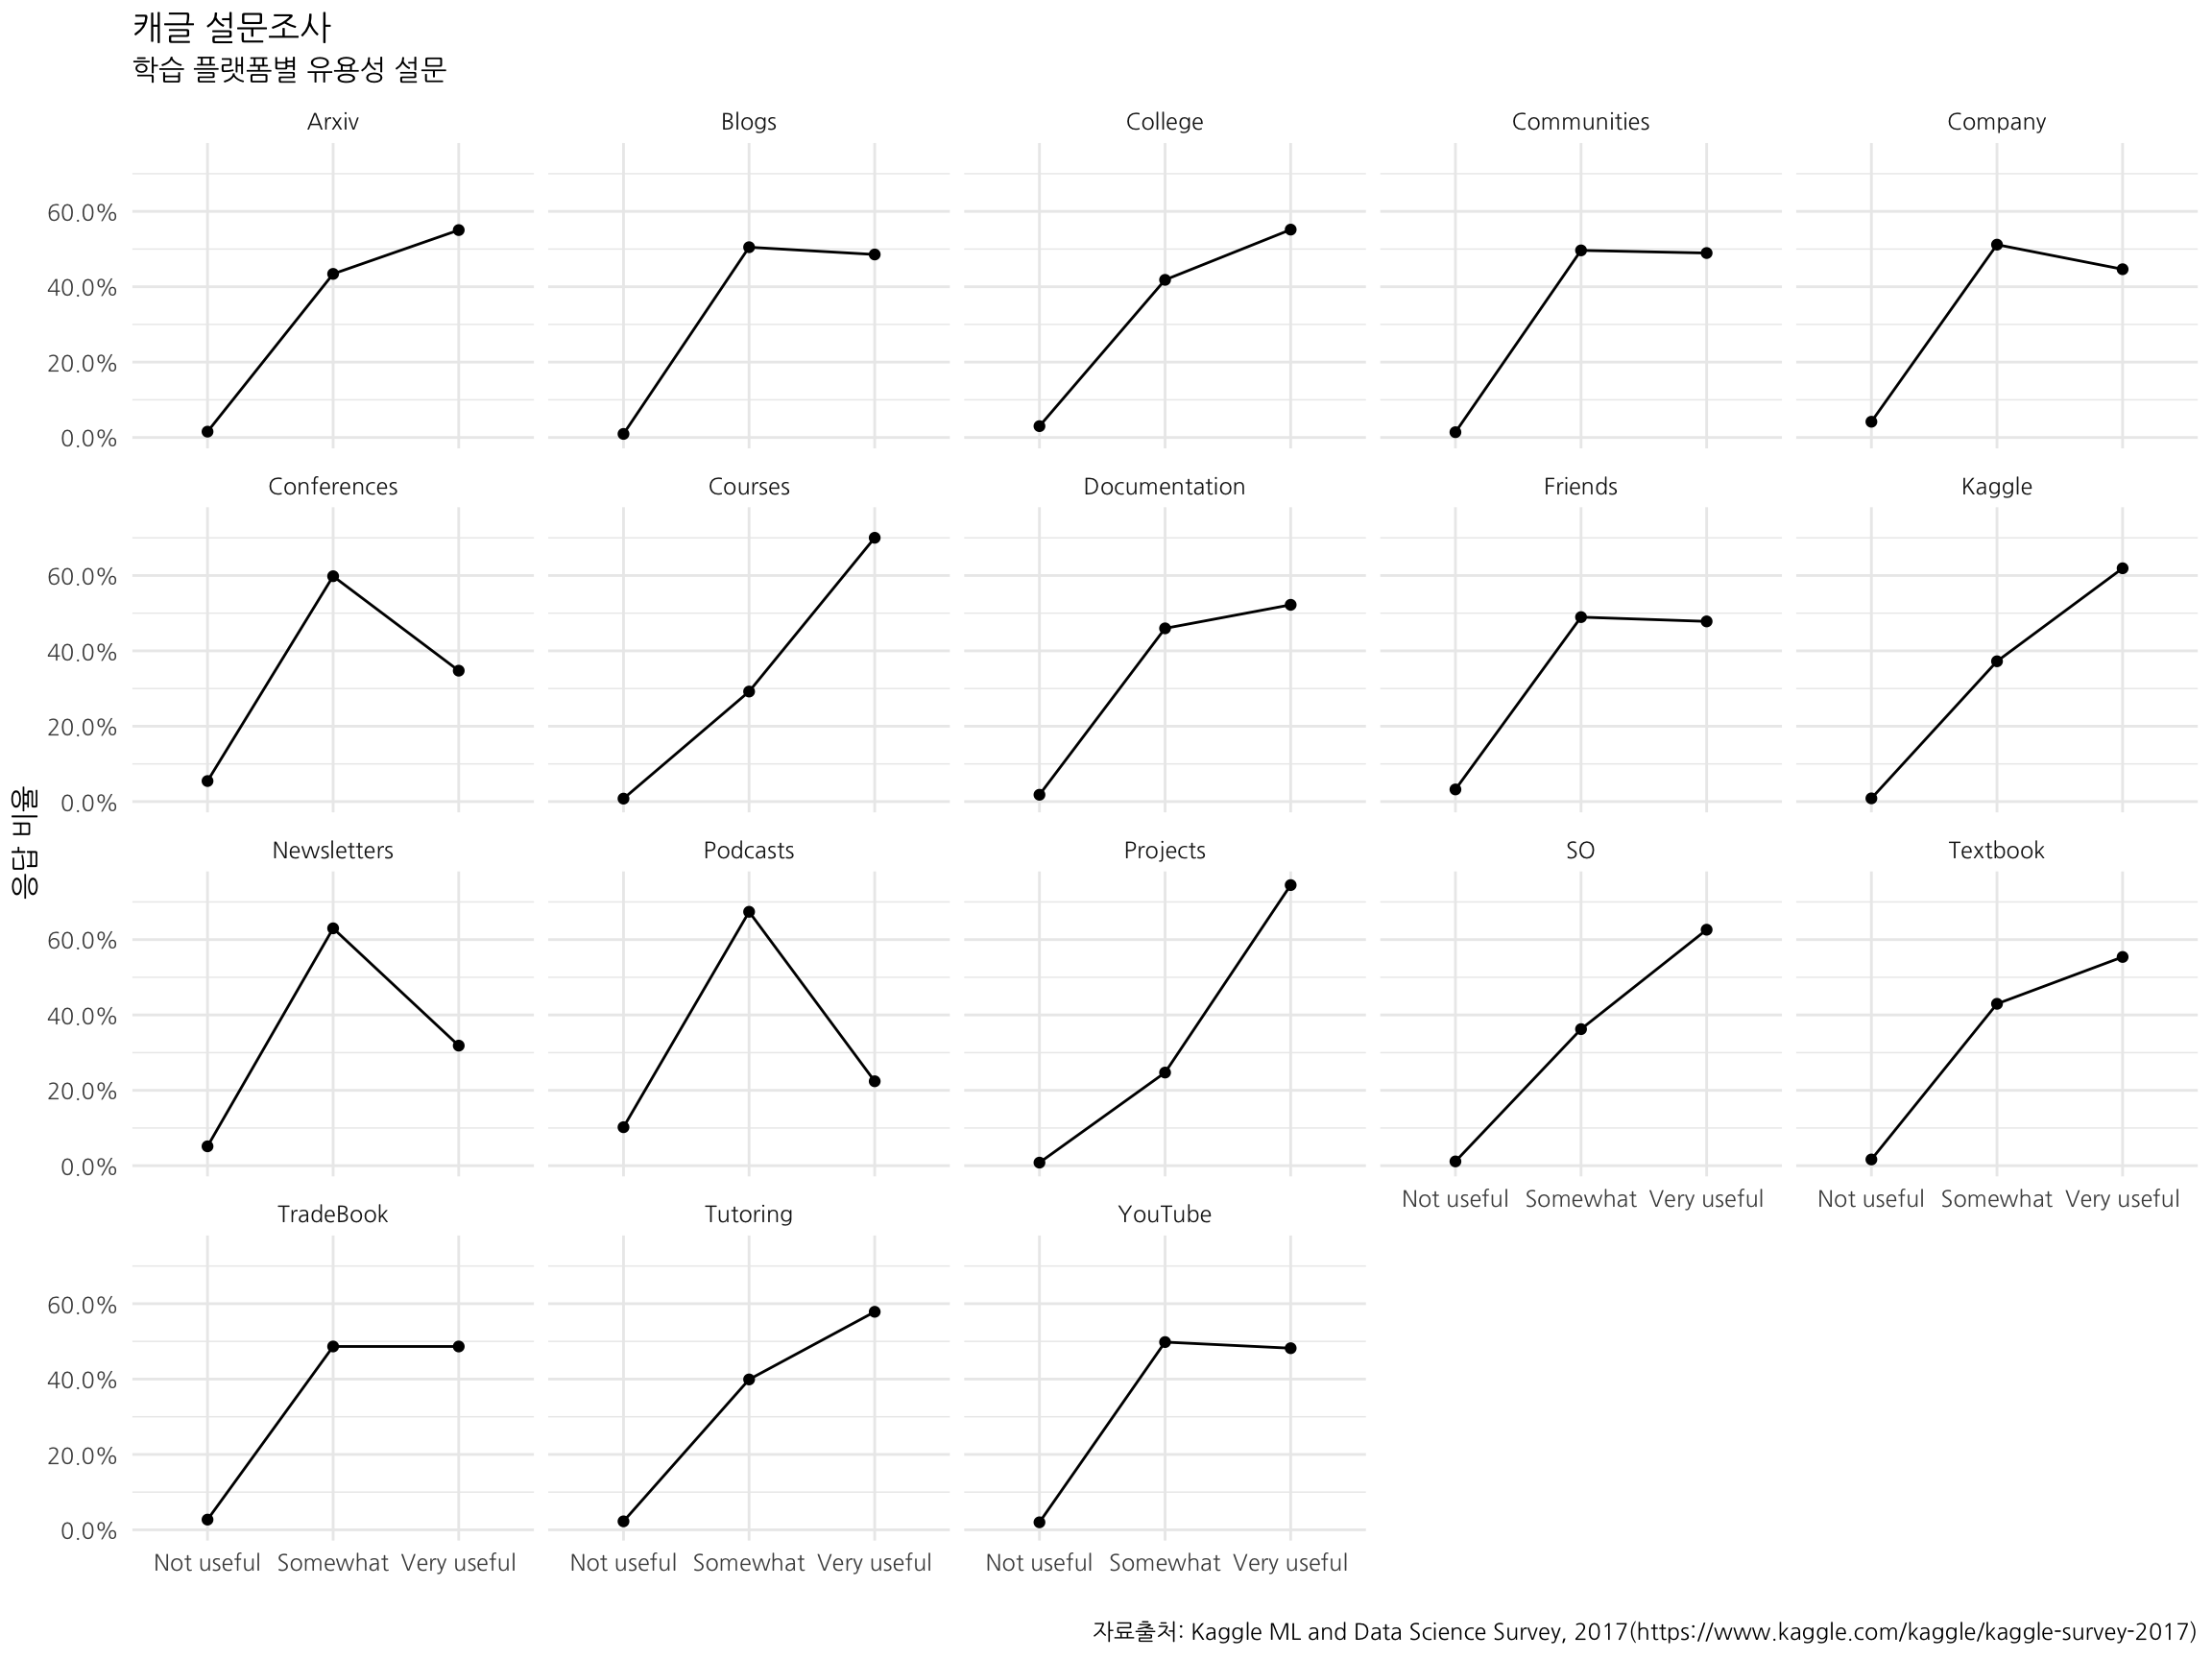 캐글 설문조사
학습 플랫폼별 유용성 설문
Arxiv Blogs College Communities Company
60.0%
40.0%
20.0%
0.0%
Conferences Courses Documentation Friends Kaggle
60.0%
40.0%
20.0%
0.0%
응답 비율
Newsletters Podcasts Projects SO Textbook
60.0%
40.0%
20.0%
0.0%
Not useful Somewhat Very useful Not useful Somewhat Very useful
TradeBook Tutoring YouTube
60.0%
40.0%
20.0%
0.0%
Not useful Somewhat Very useful Not useful Somewhat Very useful Not useful Somewhat Very useful
자료출처: Kaggle ML and Data Science Survey, 2017(https://www.kaggle.com/kaggle/kaggle-survey-2017)